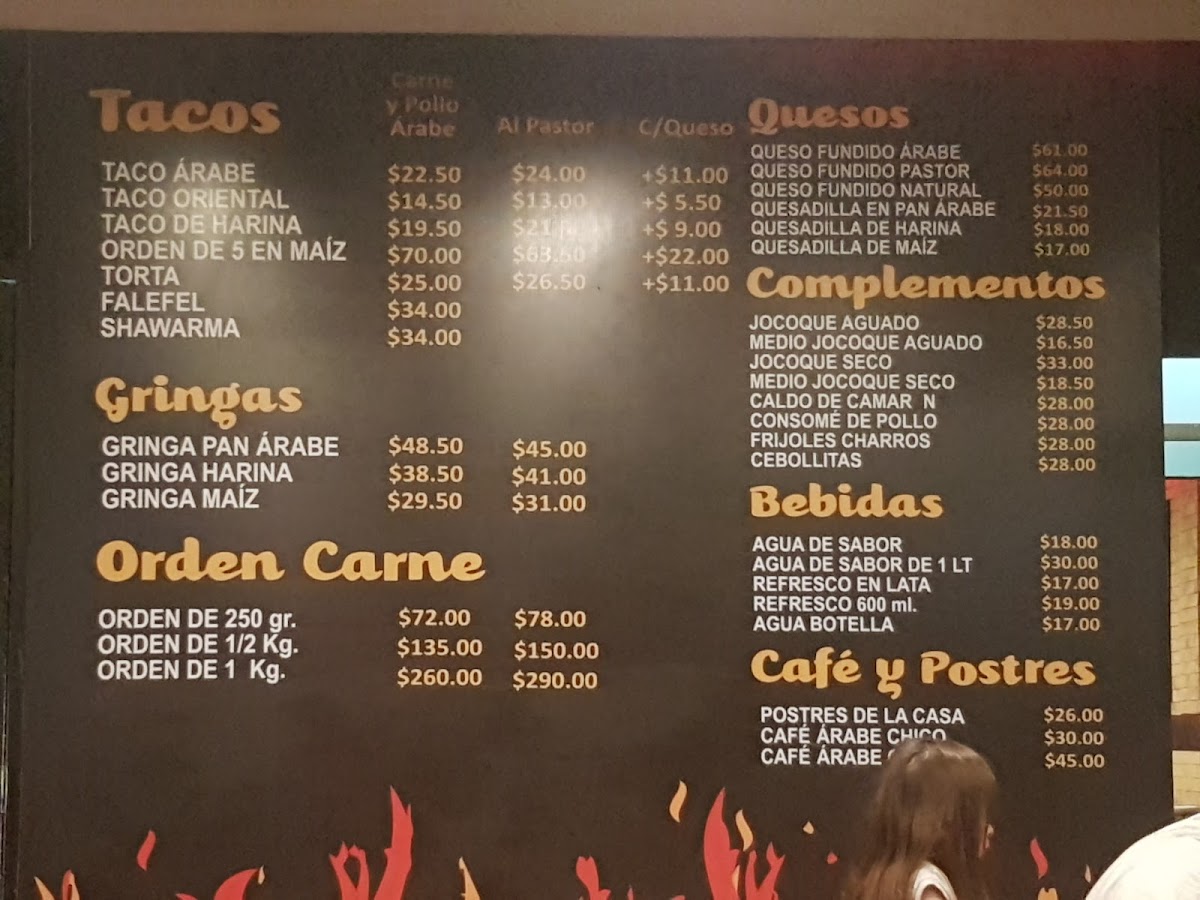 Tacos
Carne
y Pollo
Árabe
Al Pastor
C/Queso
TACO ÁRABE $22.50 $24.00 +$11.00
TACO ORIENTAL $14.50 $13.00 +$ 5.50
TACO DE HARINA $19.50 +$ 9.00
ORDEN DE 5 EN MAÍZ $70.00 +$22.00
TORTA $25.00 $26.50 +$11.00
FALEFEL $34.00
SHAWARMA $34.00
Gringas
GRINGA PAN ÁRABE $48.50 $45.00
GRINGA HARINA $38.50 $41.00
GRINGA MAÍZ $29.50 $31.00
Orden Carne
ORDEN DE 250 gr. $72.00 $78.00
ORDEN DE 1/2 Kg. $135.00 $150.00
ORDEN DE 1 Kg. $260.00 $290.00
Quesos
QUESO FUNDIDO ÁRABE $61.00
QUESO FUNDIDO PASTOR $64.00
QUESO FUNDIDO NATURAL $50.00
QUESADILLA EN PAN ÁRABE $21.50
QUESADILLA DE HARINA $18.00
QUESADILLA DE MAÍZ $17.00
Complementos
JOCOQUE AGUADO $28.50
MEDIO JOCOQUE AGUADO $16.50
JOCOQUE SECO $33.00
MEDIO JOCOQUE SECO $18.50
CALDO DE CAMAR N $28.00
CONSOMÉ DE POLLO $28.00
FRIJOLES CHARROS $28.00
CEBOLLITAS $28.00
Bebidas
AGUA DE SABOR $18.00
AGUA DE SABOR DE 1 LT $30.00
REFRESCO EN LATA $17.00
REFRESCO 600 ml. $19.00
AGUA BOTELLA $17.00
Café y Postres
POSTRES DE LA CASA $26.00
CAFÉ ÁRABE CHICO $30.00
CAFÉ ÁRABE $45.00